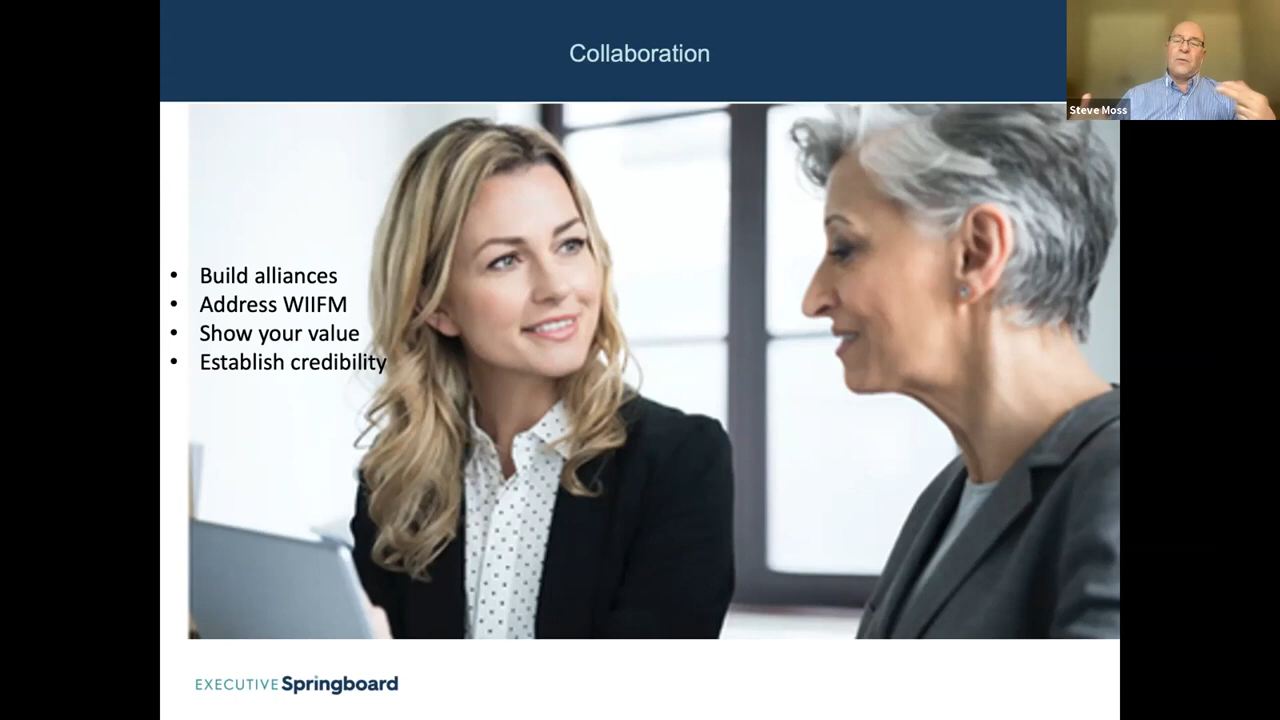 Collaboration
Steve Moss
• Build alliances
• Address WIIFM
• Show your value
• Establish credibility
EXECUTIVE Springboard